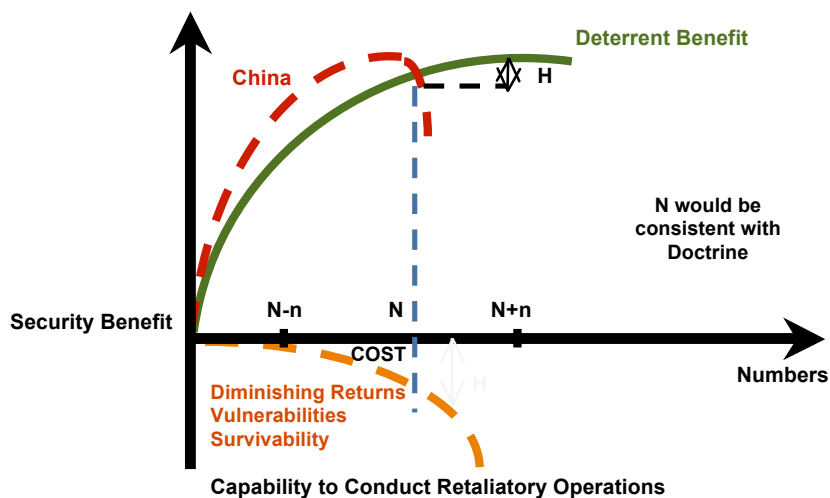 Deterrent Benefit
China
H
N would be
consistent with
Doctrine
N-n
N
N+n
Security Benefit
COST
Numbers
H
Diminishing Returns
Vulnerabilities
Survivability
Capability to Conduct Retaliatory Operations